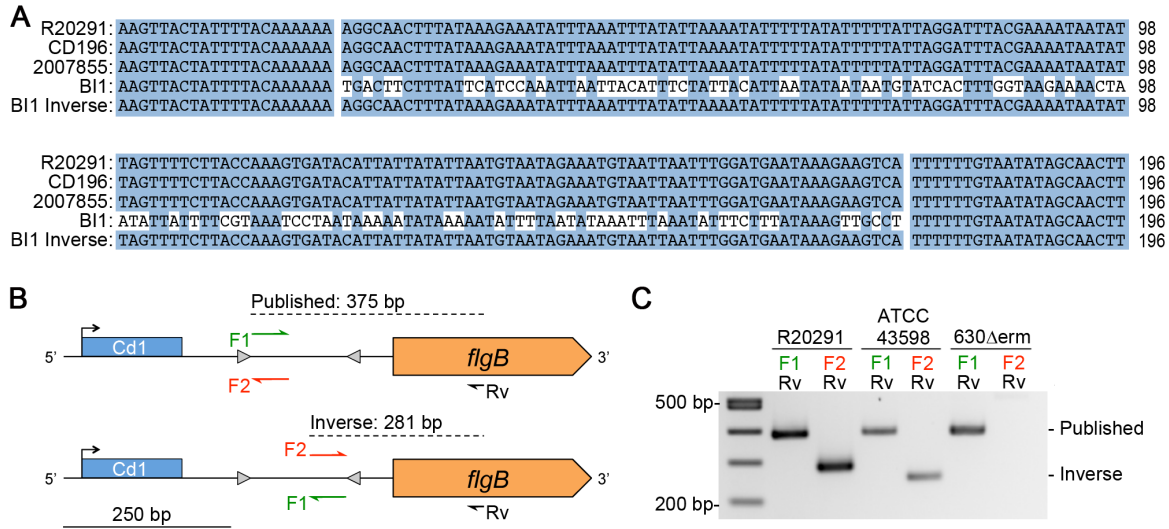 A
R20291: AAGTTACTATTTTACAAAAAA AGGCAACTTTATAAAGAAATATTTAAATTTATATTAAAATATTTTTATATTTTTATTAGGATTTACGAAAATAATAT 98
CD196: AAGTTACTATTTTACAAAAAA AGGCAACTTTATAAAGAAATATTTAAATTTATATTAAAATATTTTTATATTTTTATTAGGATTTACGAAAATAATAT 98
2007855: AAGTTACTATTTTACAAAAAA AGGCAACTTTATAAAGAAATATTTAAATTTATATTAAAATATTTTTATATTTTTATTAGGATTTACGAAAATAATAT 98
BI1: AAGTTACTATTTTACAAAAAA TGACTTCTTTATTCATCCAAATTAATTACATTTCTATTACATTAATATAATAATGTATCACTTTGGTAAGAAAACTA 98
BI1 Inverse: AAGTTACTATTTTACAAAAAA AGGCAACTTTATAAAGAAATATTTAAATTTATATTAAAATATTTTTATATTTTTATTAGGATTTACGAAAATAATAT 98
R20291: TAGTTTTCTTACCAAAGTGATACATTATTATATTAATGTAATAGAAATGTAATTAATTTGGATGAATAAAGAAGTCA TTTTTTGTAATATAGCAACTT 196
CD196: TAGTTTTCTTACCAAAGTGATACATTATTATATTAATGTAATAGAAATGTAATTAATTTGGATGAATAAAGAAGTCA TTTTTTGTAATATAGCAACTT 196
2007855: TAGTTTTCTTACCAAAGTGATACATTATTATATTAATGTAATAGAAATGTAATTAATTTGGATGAATAAAGAAGTCA TTTTTTGTAATATAGCAACTT 196
BI1: ATATTATTTTCGTAAATCCTAATAAAAATATAAAAATATTTTAATATAAATTTAAATATTTCTTTATAAAGTTGCCT TTTTTTGTAATATAGCAACTT 196
BI1 Inverse: TAGTTTTCTTACCAAAGTGATACATTATTATATTAATGTAATAGAAATGTAATTAATTTGGATGAATAAAGAAGTCA TTTTTTGTAATATAGCAACTT 196
B
Published: 375 bp
F1
5' Cd1 flgB 3'
F2 Rv
Inverse: 281 bp
F2
5' Cd1 flgB 3'
F1 Rv
250 bp
C
ATCC
R20291 43598 630Δerm
F1 F2 F1 F2 F1 F2
Rv Rv Rv Rv Rv Rv
500 bp-
- Published
- Inverse
200 bp-